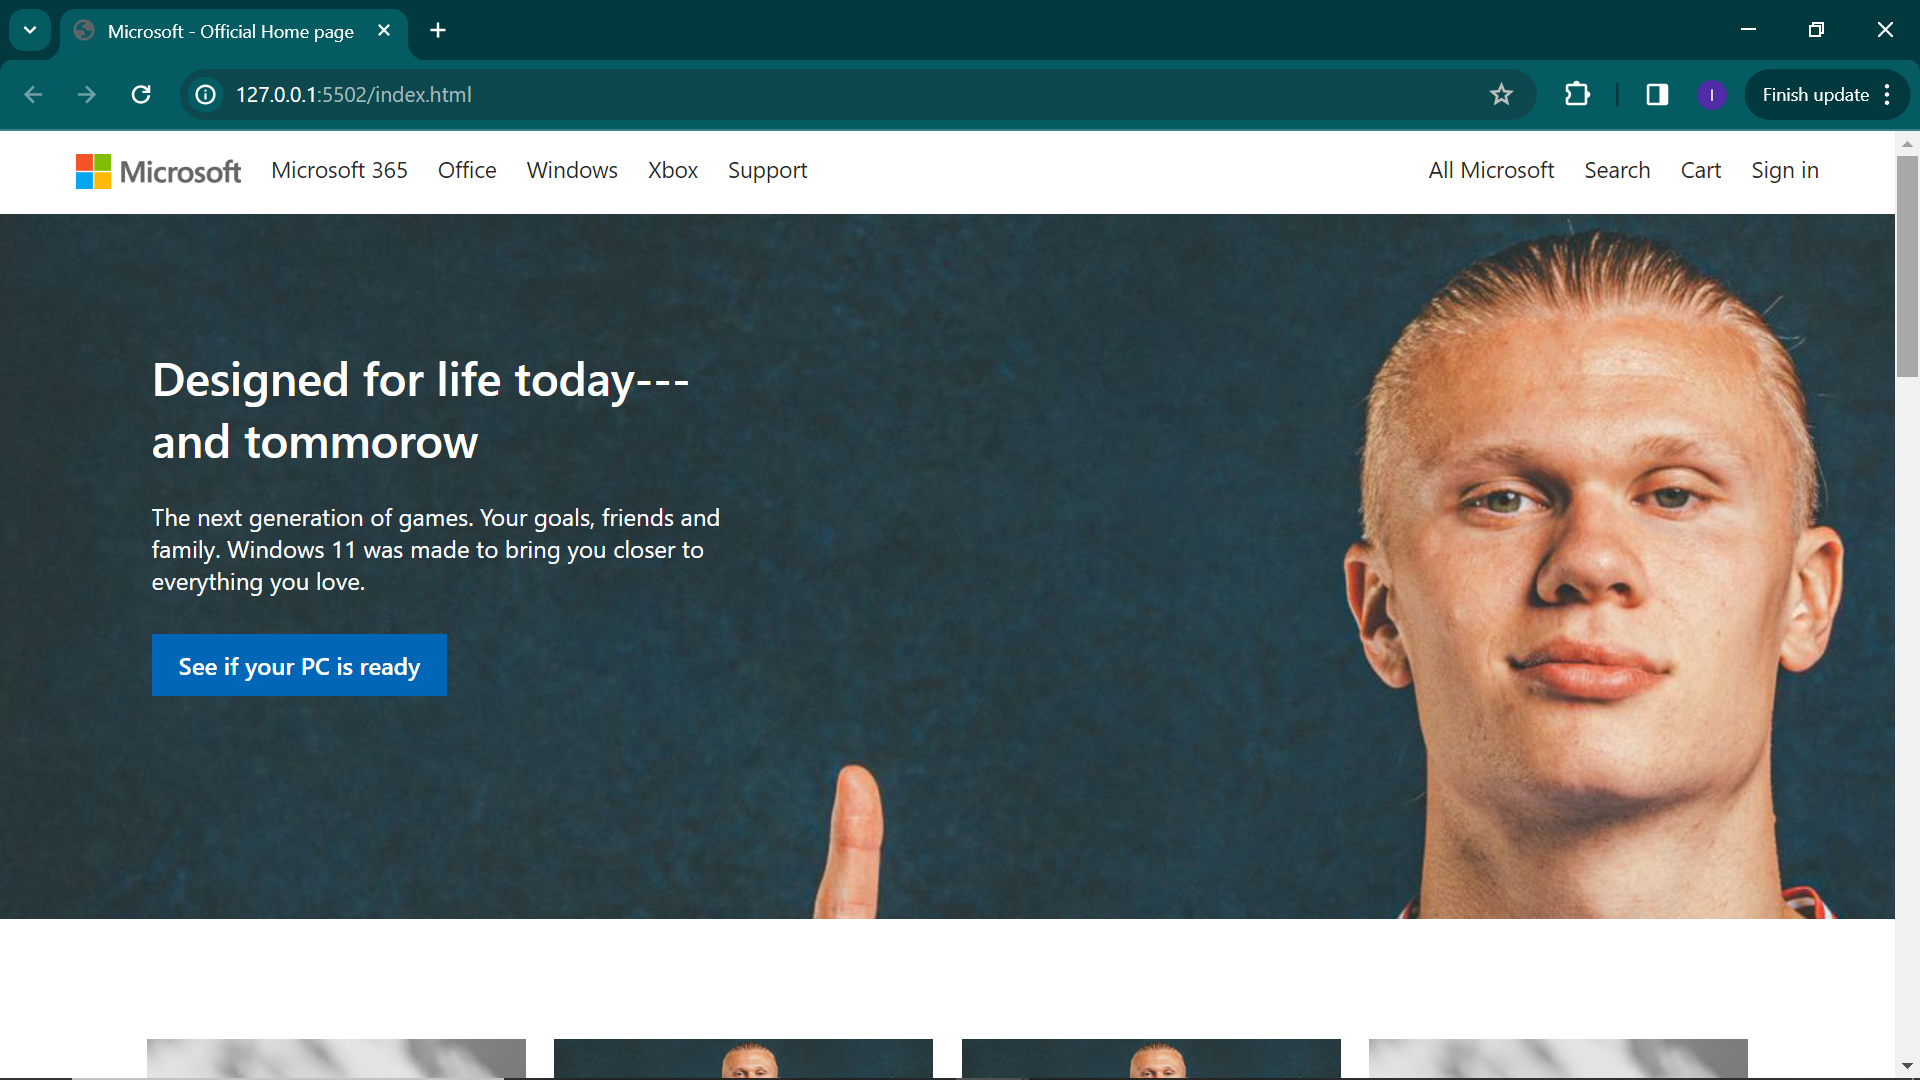 Microsoft - Official Home page
127.0.0.1:5502/index.html
I
Finish update
Microsoft
Microsoft 365
Office
Windows
Xbox
Support
All Microsoft
Search
Cart
Sign in
Designed for life today---
and tommorow
The next generation of games. Your goals, friends and
family. Windows 11 was made to bring you closer to
everything you love.
See if your PC is ready